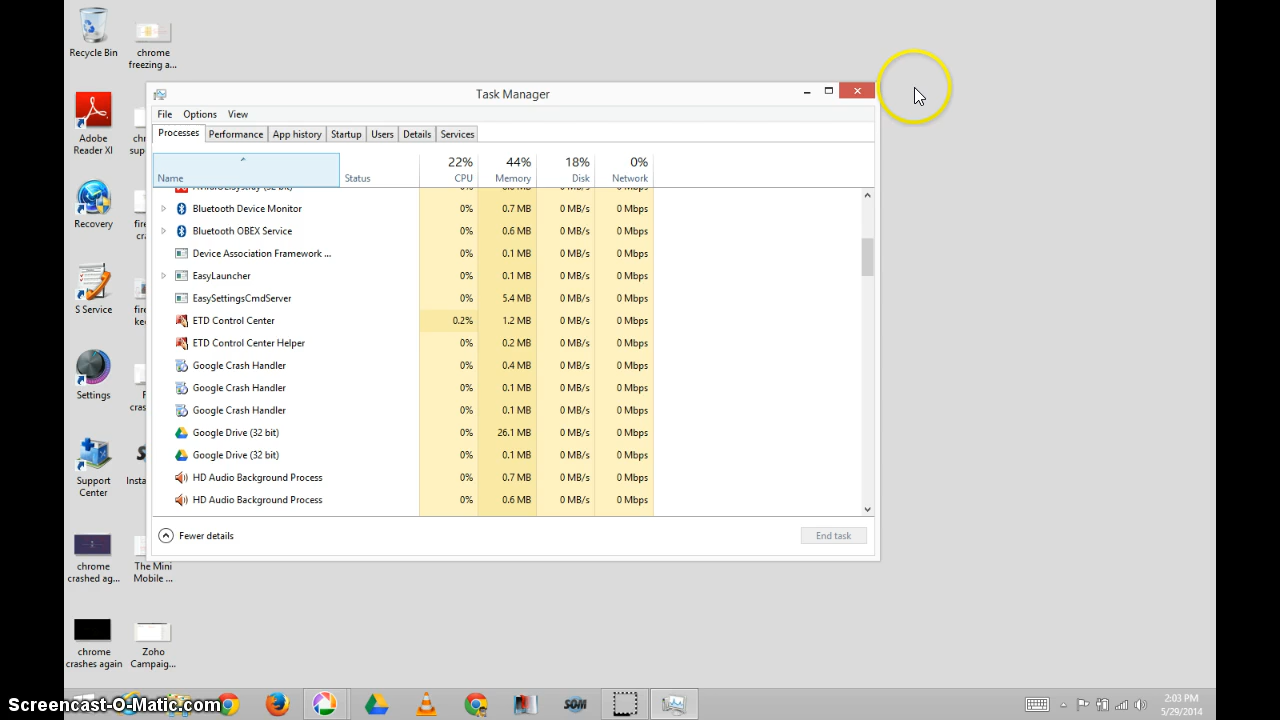 Recycle Bin
chrome
freezing a...
Adobe
Reader XI
Recovery
S Service
Settings
Support
Center
chrome
crashed ag...
The Mini
Mobile ...
chrome
crashes again
Zoho
Campaig...
Task Manager
File Options View
Processes Performance App history Startup Users Details Services
22% 44% 18% 0%
Name Status CPU Memory Disk Network
Bluetooth Device Monitor 0% 0.7 MB 0 MB/s 0 Mbps
Bluetooth OBEX Service 0% 0.6 MB 0 MB/s 0 Mbps
Device Association Framework ... 0% 0.1 MB 0 MB/s 0 Mbps
EasyLauncher 0% 0.1 MB 0 MB/s 0 Mbps
EasySettingsCmdServer 0% 5.4 MB 0 MB/s 0 Mbps
ETD Control Center 0.2% 1.2 MB 0 MB/s 0 Mbps
ETD Control Center Helper 0% 0.2 MB 0 MB/s 0 Mbps
Google Crash Handler 0% 0.4 MB 0 MB/s 0 Mbps
Google Crash Handler 0% 0.1 MB 0 MB/s 0 Mbps
Google Crash Handler 0% 0.1 MB 0 MB/s 0 Mbps
Google Drive (32 bit) 0% 26.1 MB 0 MB/s 0 Mbps
Google Drive (32 bit) 0% 0.1 MB 0 MB/s 0 Mbps
HD Audio Background Process 0% 0.7 MB 0 MB/s 0 Mbps
HD Audio Background Process 0% 0.6 MB 0 MB/s 0 Mbps
Fewer details End task
Screencast-O-Matic.com
SOM
2:03 PM
5/29/2014